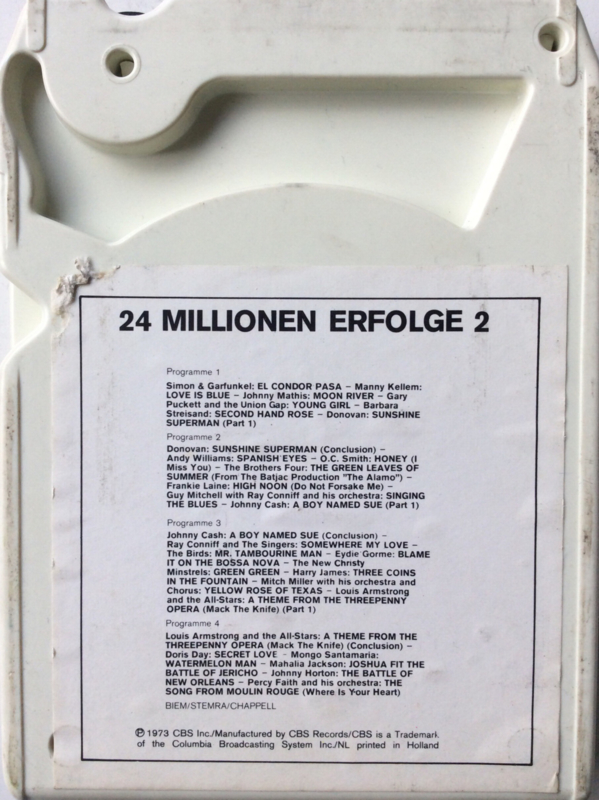 24 MILLIONEN ERFOLGE 2
Programme 1
Simon & Garfunkel: EL CONDOR PASA – Manny Kellem:
LOVE IS BLUE – Johnny Mathis: MOON RIVER – Gary
Puckett and the Union Gap: YOUNG GIRL – Barbara
Streisand: SECOND HAND ROSE – Donovan: SUNSHINE
SUPERMAN (Part 1)
Programme 2
Donovan: SUNSHINE SUPERMAN (Conclusion) –
Andy Williams: SPANISH EYES – O.C. Smith: HONEY (I
Miss You) – The Brothers Four: THE GREEN LEAVES OF
SUMMER (From The Batjac Production "The Alamo") –
Frankie Laine: HIGH NOON (Do Not Forsake Me) –
Guy Mitchell with Ray Conniff and his orchestra: SINGING
THE BLUES – Johnny Cash: A BOY NAMED SUE (Part 1)
Programme 3
Johnny Cash: A BOY NAMED SUE (Conclusion) –
Ray Conniff and The Singers: SOMEWHERE MY LOVE –
The Birds: MR. TAMBOURINE MAN – Eydie Gorme: BLAME
IT ON THE BOSSA NOVA – The New Christy
Minstrels: GREEN GREEN – Harry James: THREE COINS
IN THE FOUNTAIN – Mitch Miller with his orchestra and
Chorus: YELLOW ROSE OF TEXAS – Louis Armstrong
and the All-Stars: A THEME FROM THE THREEPENNY
OPERA (Mack The Knife) (Part 1)
Programme 4
Louis Armstrong and the All-Stars: A THEME FROM THE
THREEPENNY OPERA (Mack The Knife) (Conclusion) –
Doris Day: SECRET LOVE - Mongo Santamaria:
WATERMELON MAN – Mahalia Jackson: JOSHUA FIT THE
BATTLE OF JERICHO – Johnny Horton: THE BATTLE OF
NEW ORLEANS – Percy Faith and his orchestra: THE
SONG FROM MOULIN ROUGE (Where Is Your Heart)
BIEM/STEMRA/CHAPPELL
℗ 1973 CBS Inc./Manufactured by CBS Records/CBS is a Trademark
of the Columbia Broadcasting System Inc./NL printed in Holland